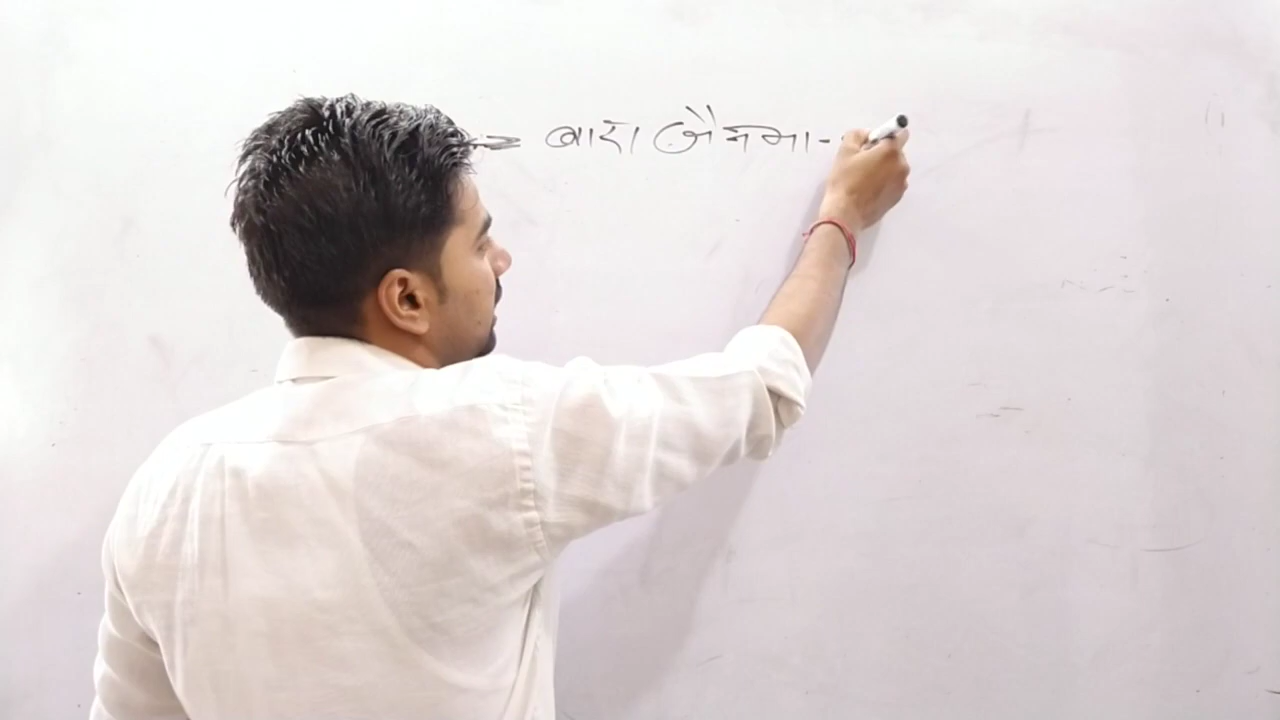 = बारा जैनमा-